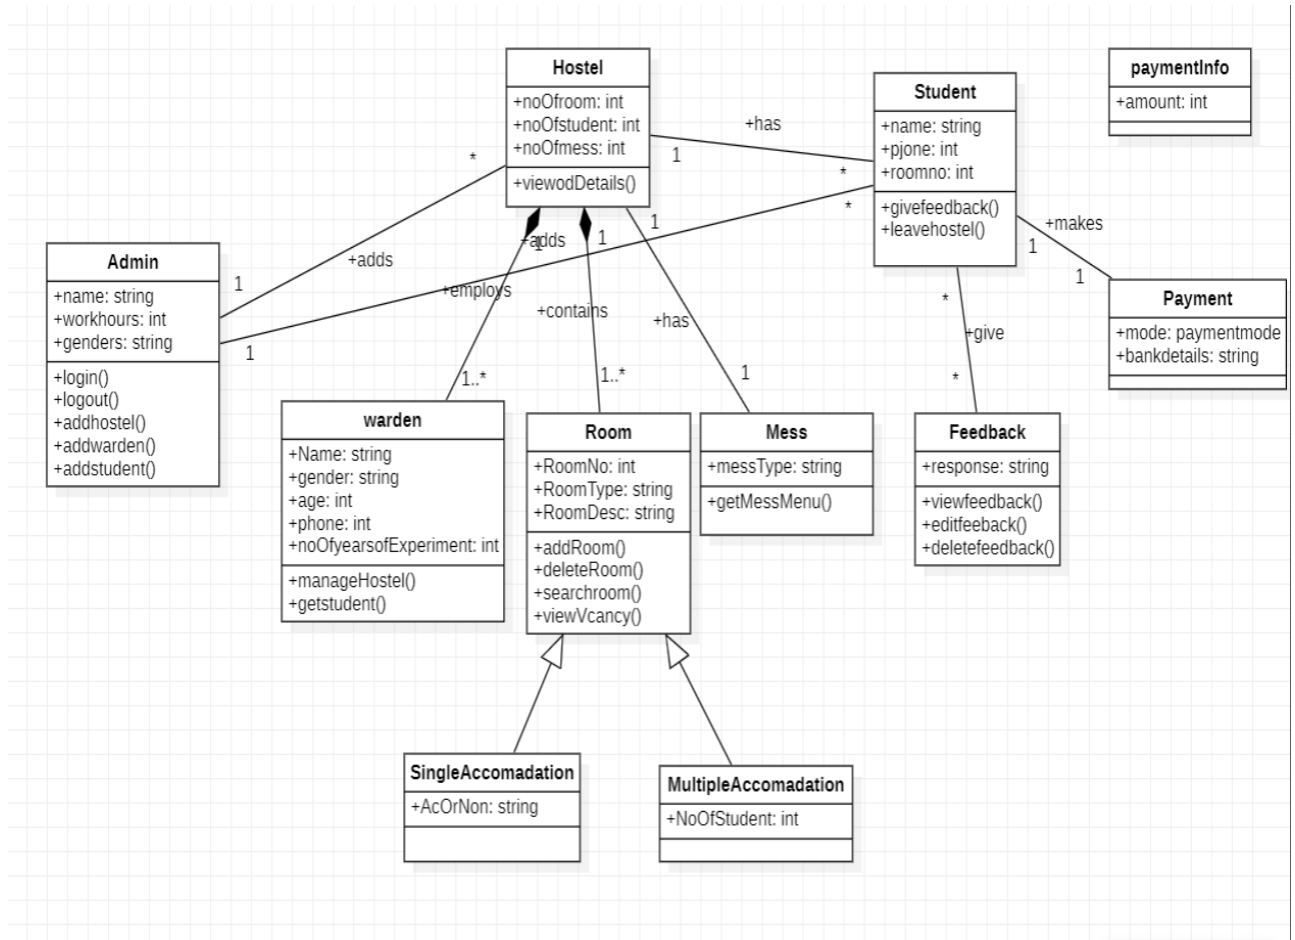 Hostel
+noOfroom: int
+noOfstudent: int
+noOfmess: int
+viewodDetails()
Student
+name: string
+pjone: int
+roomno: int
+givefeedback()
+leavehostel()
paymentInfo
+amount: int
+has
1
*
*
*
+makes
1
1
+adds
1
+adds
1
1
1
1
+employs
+contains
+has
1..*
1..*
1
*
+give
*
Admin
+name: string
+workhours: int
+genders: string
+login()
+logout()
+addhostel()
+addwarden()
+addstudent()
Payment
+mode: paymentmode
+bankdetails: string
warden
+Name: string
+gender: string
+age: int
+phone: int
+noOfyearsofExperiment: int
+manageHostel()
+getstudent()
Room
+RoomNo: int
+RoomType: string
+RoomDesc: string
+addRoom()
+deleteRoom()
+searchroom()
+viewVcancy()
Mess
+messType: string
+getMessMenu()
Feedback
+response: string
+viewfeedback()
+editfeeback()
+deletefeedback()
SingleAccomadation
+AcOrNon: string
MultipleAccomadation
+NoOfStudent: int